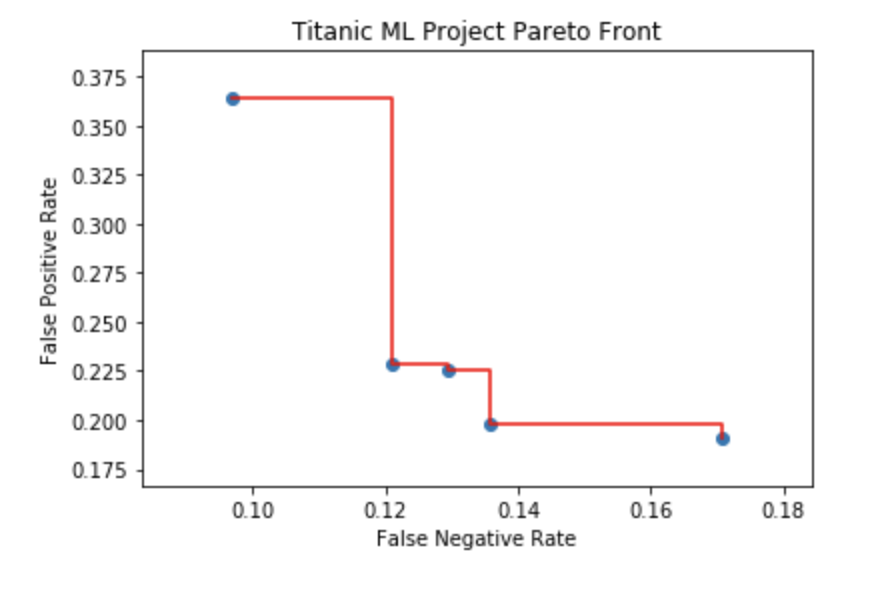 Titanic ML Project Pareto Front
0.375
0.350
0.325
0.300
0.275
0.250
0.225
0.200
0.175
False Positive Rate
0.10 0.12 0.14 0.16 0.18
False Negative Rate